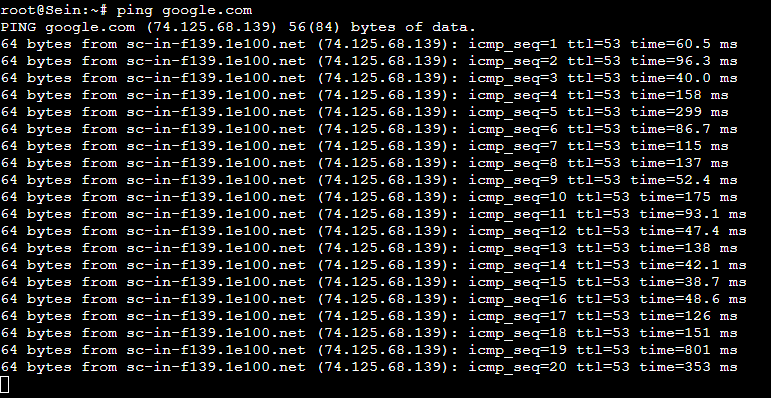 root@Sein:~# ping google.com
PING google.com (74.125.68.139) 56(84) bytes of data.
64 bytes from sc-in-f139.1e100.net (74.125.68.139): icmp_seq=1 ttl=53 time=60.5 ms
64 bytes from sc-in-f139.1e100.net (74.125.68.139): icmp_seq=2 ttl=53 time=96.3 ms
64 bytes from sc-in-f139.1e100.net (74.125.68.139): icmp_seq=3 ttl=53 time=40.0 ms
64 bytes from sc-in-f139.1e100.net (74.125.68.139): icmp_seq=4 ttl=53 time=158 ms
64 bytes from sc-in-f139.1e100.net (74.125.68.139): icmp_seq=5 ttl=53 time=299 ms
64 bytes from sc-in-f139.1e100.net (74.125.68.139): icmp_seq=6 ttl=53 time=86.7 ms
64 bytes from sc-in-f139.1e100.net (74.125.68.139): icmp_seq=7 ttl=53 time=115 ms
64 bytes from sc-in-f139.1e100.net (74.125.68.139): icmp_seq=8 ttl=53 time=137 ms
64 bytes from sc-in-f139.1e100.net (74.125.68.139): icmp_seq=9 ttl=53 time=52.4 ms
64 bytes from sc-in-f139.1e100.net (74.125.68.139): icmp_seq=10 ttl=53 time=175 ms
64 bytes from sc-in-f139.1e100.net (74.125.68.139): icmp_seq=11 ttl=53 time=93.1 ms
64 bytes from sc-in-f139.1e100.net (74.125.68.139): icmp_seq=12 ttl=53 time=47.4 ms
64 bytes from sc-in-f139.1e100.net (74.125.68.139): icmp_seq=13 ttl=53 time=138 ms
64 bytes from sc-in-f139.1e100.net (74.125.68.139): icmp_seq=14 ttl=53 time=42.1 ms
64 bytes from sc-in-f139.1e100.net (74.125.68.139): icmp_seq=15 ttl=53 time=38.7 ms
64 bytes from sc-in-f139.1e100.net (74.125.68.139): icmp_seq=16 ttl=53 time=48.6 ms
64 bytes from sc-in-f139.1e100.net (74.125.68.139): icmp_seq=17 ttl=53 time=126 ms
64 bytes from sc-in-f139.1e100.net (74.125.68.139): icmp_seq=18 ttl=53 time=151 ms
64 bytes from sc-in-f139.1e100.net (74.125.68.139): icmp_seq=19 ttl=53 time=801 ms
64 bytes from sc-in-f139.1e100.net (74.125.68.139): icmp_seq=20 ttl=53 time=353 ms